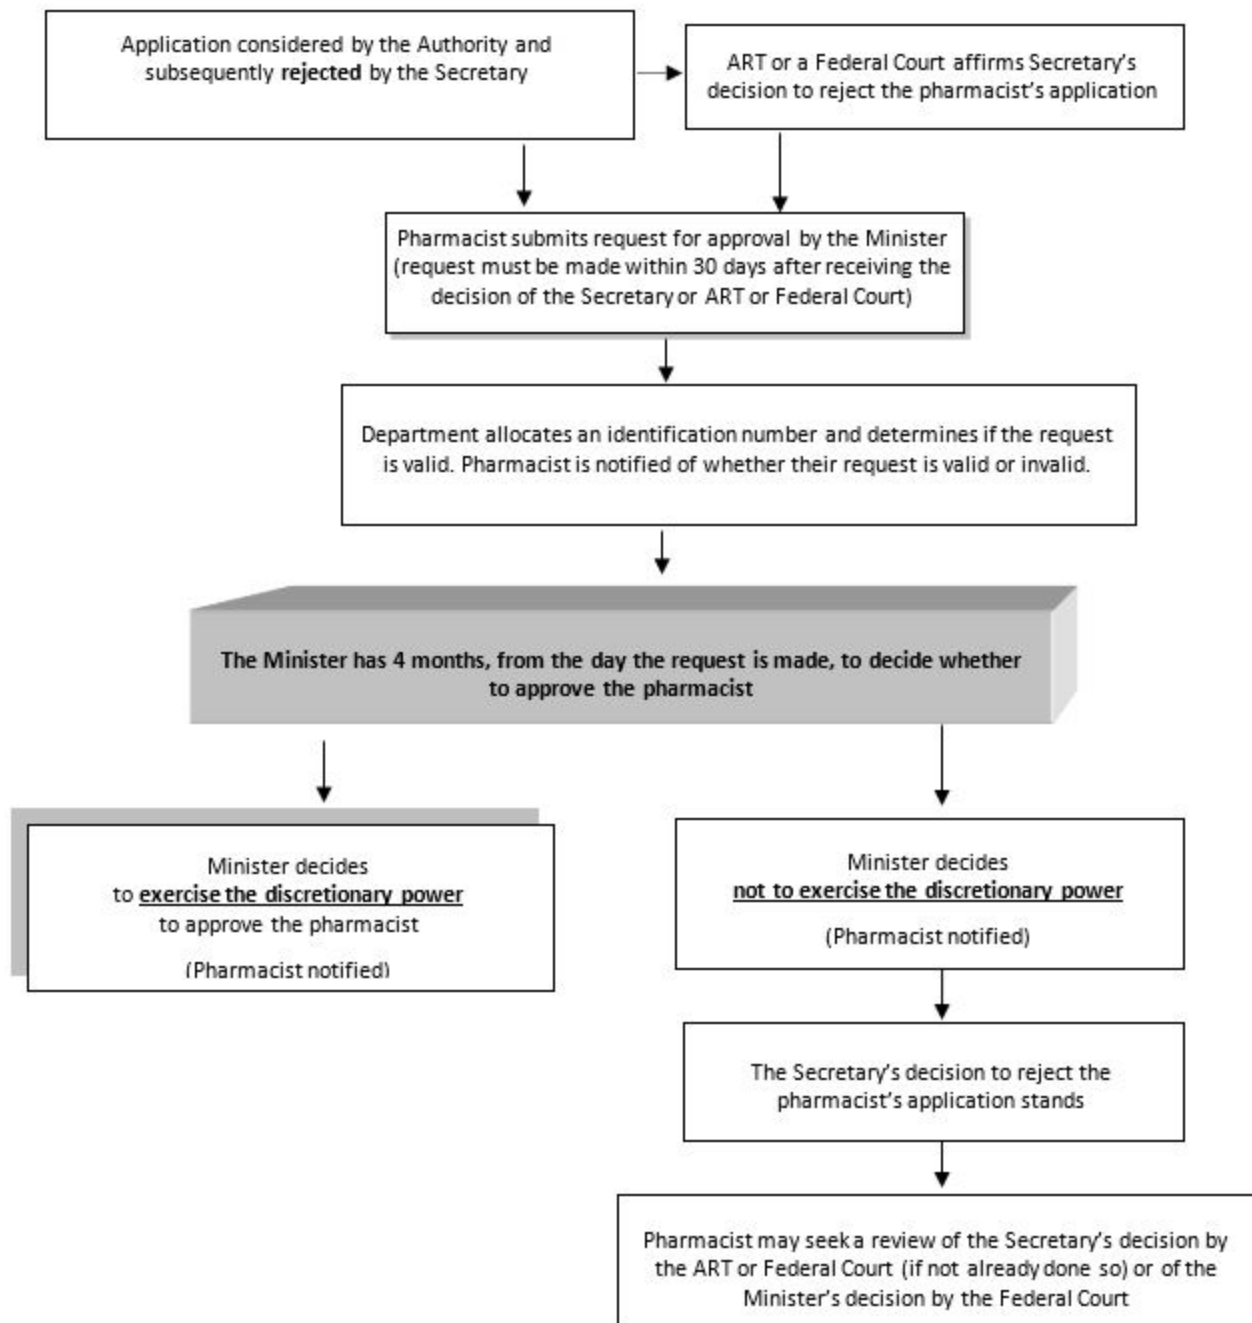 Application considered by the Authority and
subsequently rejected by the Secretary
ART or a Federal Court affirms Secretary's
decision to reject the pharmacist's application
Pharmacist submits request for approval by the Minister
(request must be made within 30 days after receiving the
decision of the Secretary or ART or Federal Court)
Department allocates an identification number and determines if the request
is valid. Pharmacist is notified of whether their request is valid or invalid.
The Minister has 4 months, from the day the request is made, to decide whether
to approve the pharmacist
Minister decides
to exercise the discretionary power
to approve the pharmacist
(Pharmacist notified)
Minister decides
not to exercise the discretionary power
(Pharmacist notified)
The Secretary's decision to reject the
pharmacist's application stands
Pharmacist may seek a review of the Secretary's decision by
the ART or Federal Court (if not already done so) or of the
Minister's decision by the Federal Court